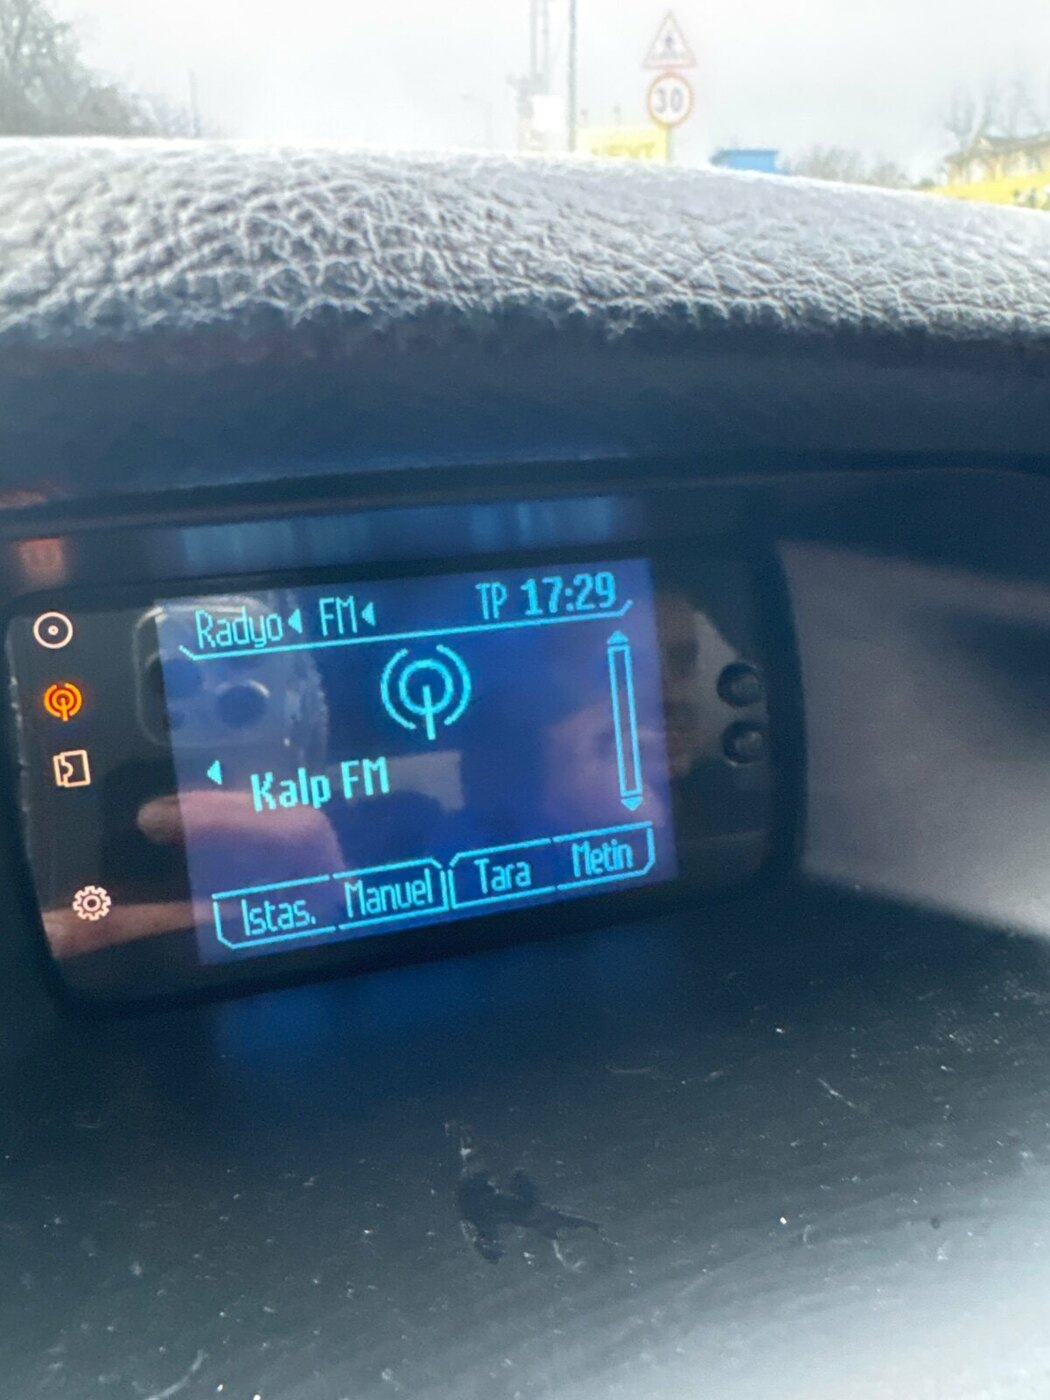 30
Radyo FM TP 17:29
Kalp FM
Istas. Manuel Tara Metin